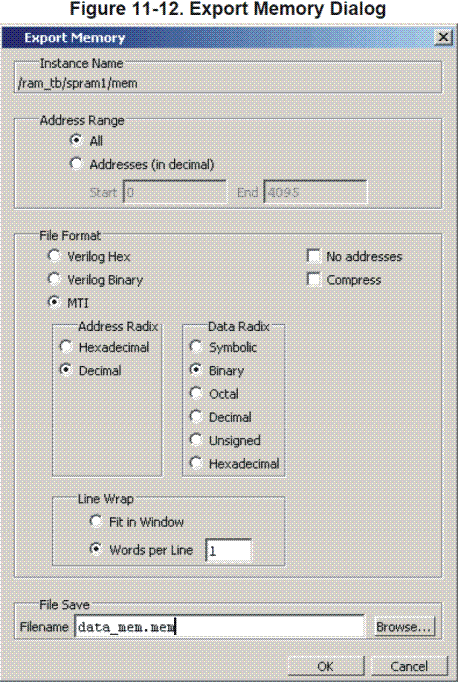 Figure 11-12. Export Memory Dialog
Export Memory
Instance Name
/ram_tb/spram1/mem
Address Range
All
Addresses (in decimal)
Start 0 End 4095
File Format
Verilog Hex No addresses
Verilog Binary Compress
MTI
Address Radix Data Radix
Hexadecimal Symbolic
Decimal Binary
Octal
Decimal
Unsigned
Hexadecimal
Line Wrap
Fit in Window
Words per Line 1
File Save
Filename data_mem.mem Browse...
OK Cancel